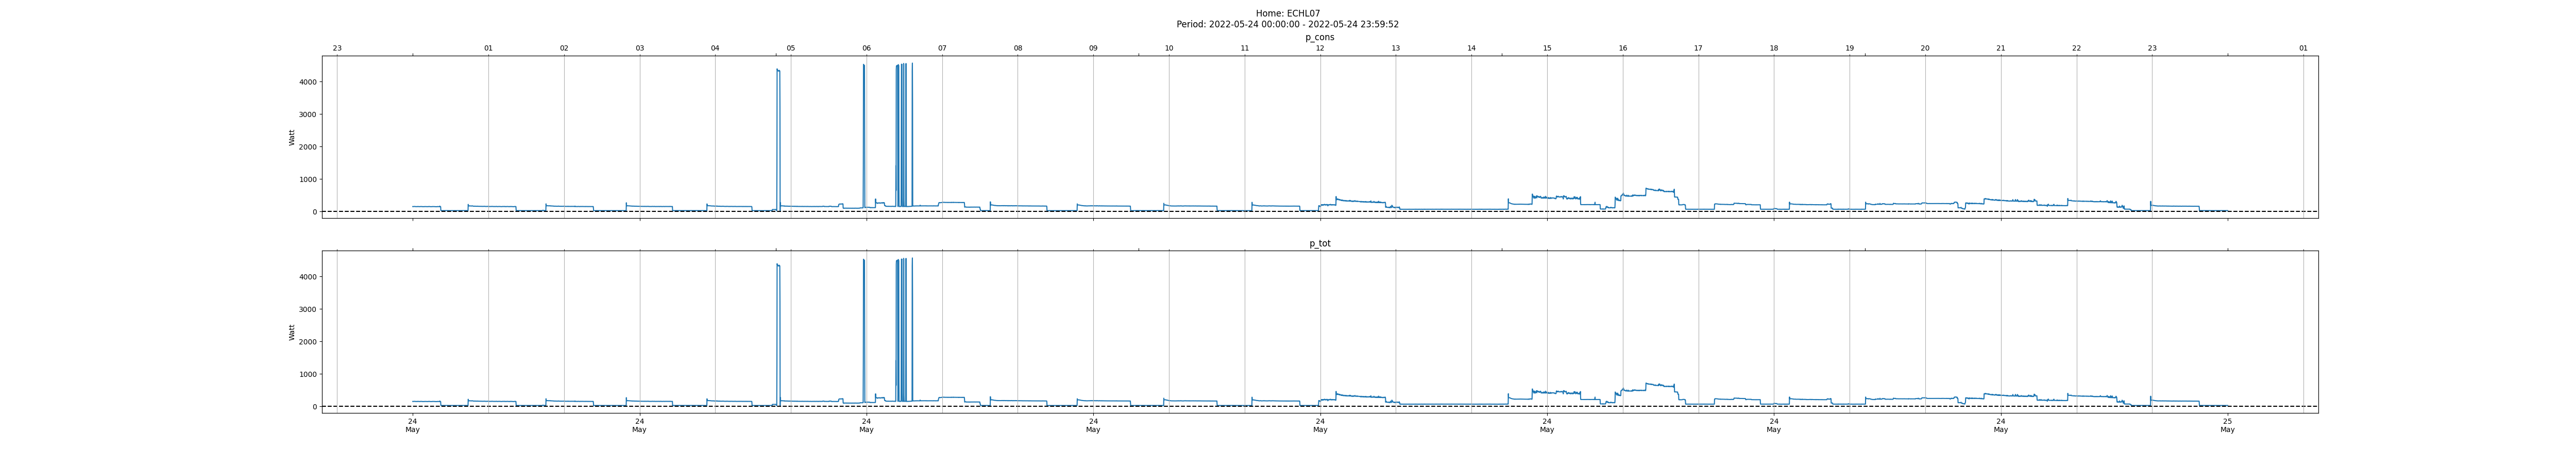 Home: ECHL07
Period: 2022-05-24 00:00:00 - 2022-05-24 23:59:52
p_cons
23 01 02 03 04 05 06 07 08 09 10 11 12 13 14 15 16 17 18 19 20 21 22 23 01
4000
3000
2000
1000
0
Watt
p_tot
4000
3000
2000
1000
0
Watt
24 24 24 24 24 24 24 24 25
May May May May May May May May May